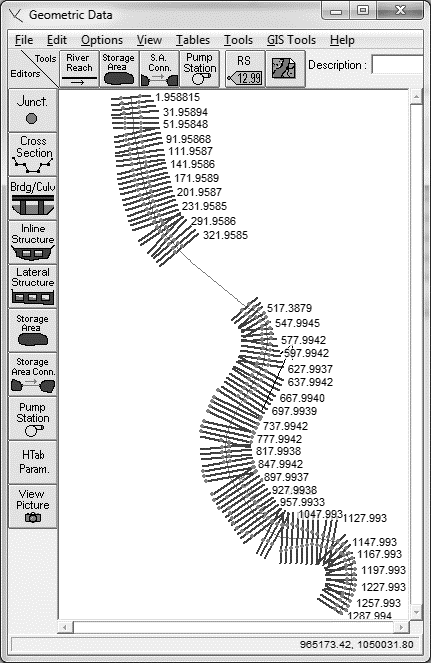 Geometric Data
File Edit Options View Tables Tools GIS Tools Help
Tools
Editors
River
Reach
Storage
Area
S.A.
Conn.
Pump
Station
RS
12.99
Description :
Junct.
Cross
Section
Brdg/Culv
Inline
Structure
Lateral
Structure
Storage
Area
Storage
Area Conn.
Pump
Station
HTab
Param.
View
Picture
1.958815
31.95894
51.95848
91.95868
111.9587
141.9586
171.9589
201.9587
231.9585
291.9586
321.9585
517.3879
547.9945
577.9942
597.9942
627.9937
637.9942
667.9940
697.9939
737.9942
777.9942
817.9938
847.9942
897.9937
927.9938
957.9933
1047.993
1127.993
1147.993
1167.993
1197.993
1227.993
1257.993
1287.994
965173.42, 1050031.80